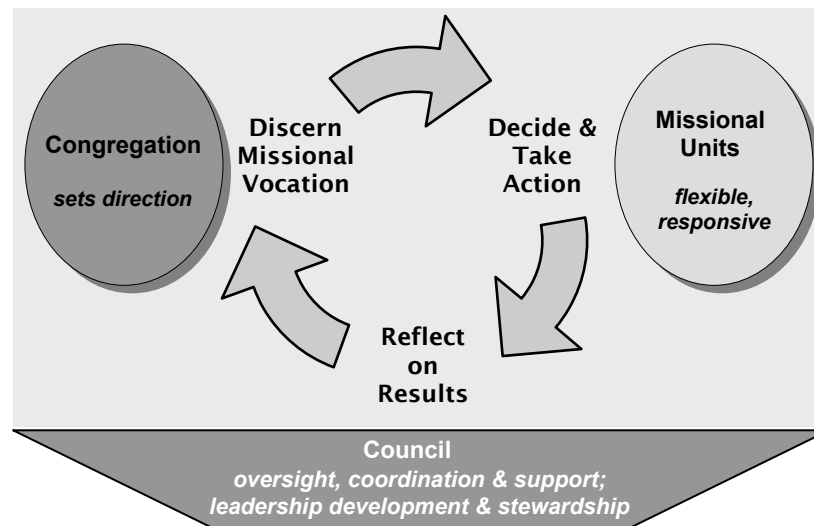 Congregation
sets direction
Discern
Missional
Vocation
Decide &
Take
Action
Missional
Units
flexible,
responsive
Reflect
on
Results
Council
oversight, coordination & support;
leadership development & stewardship